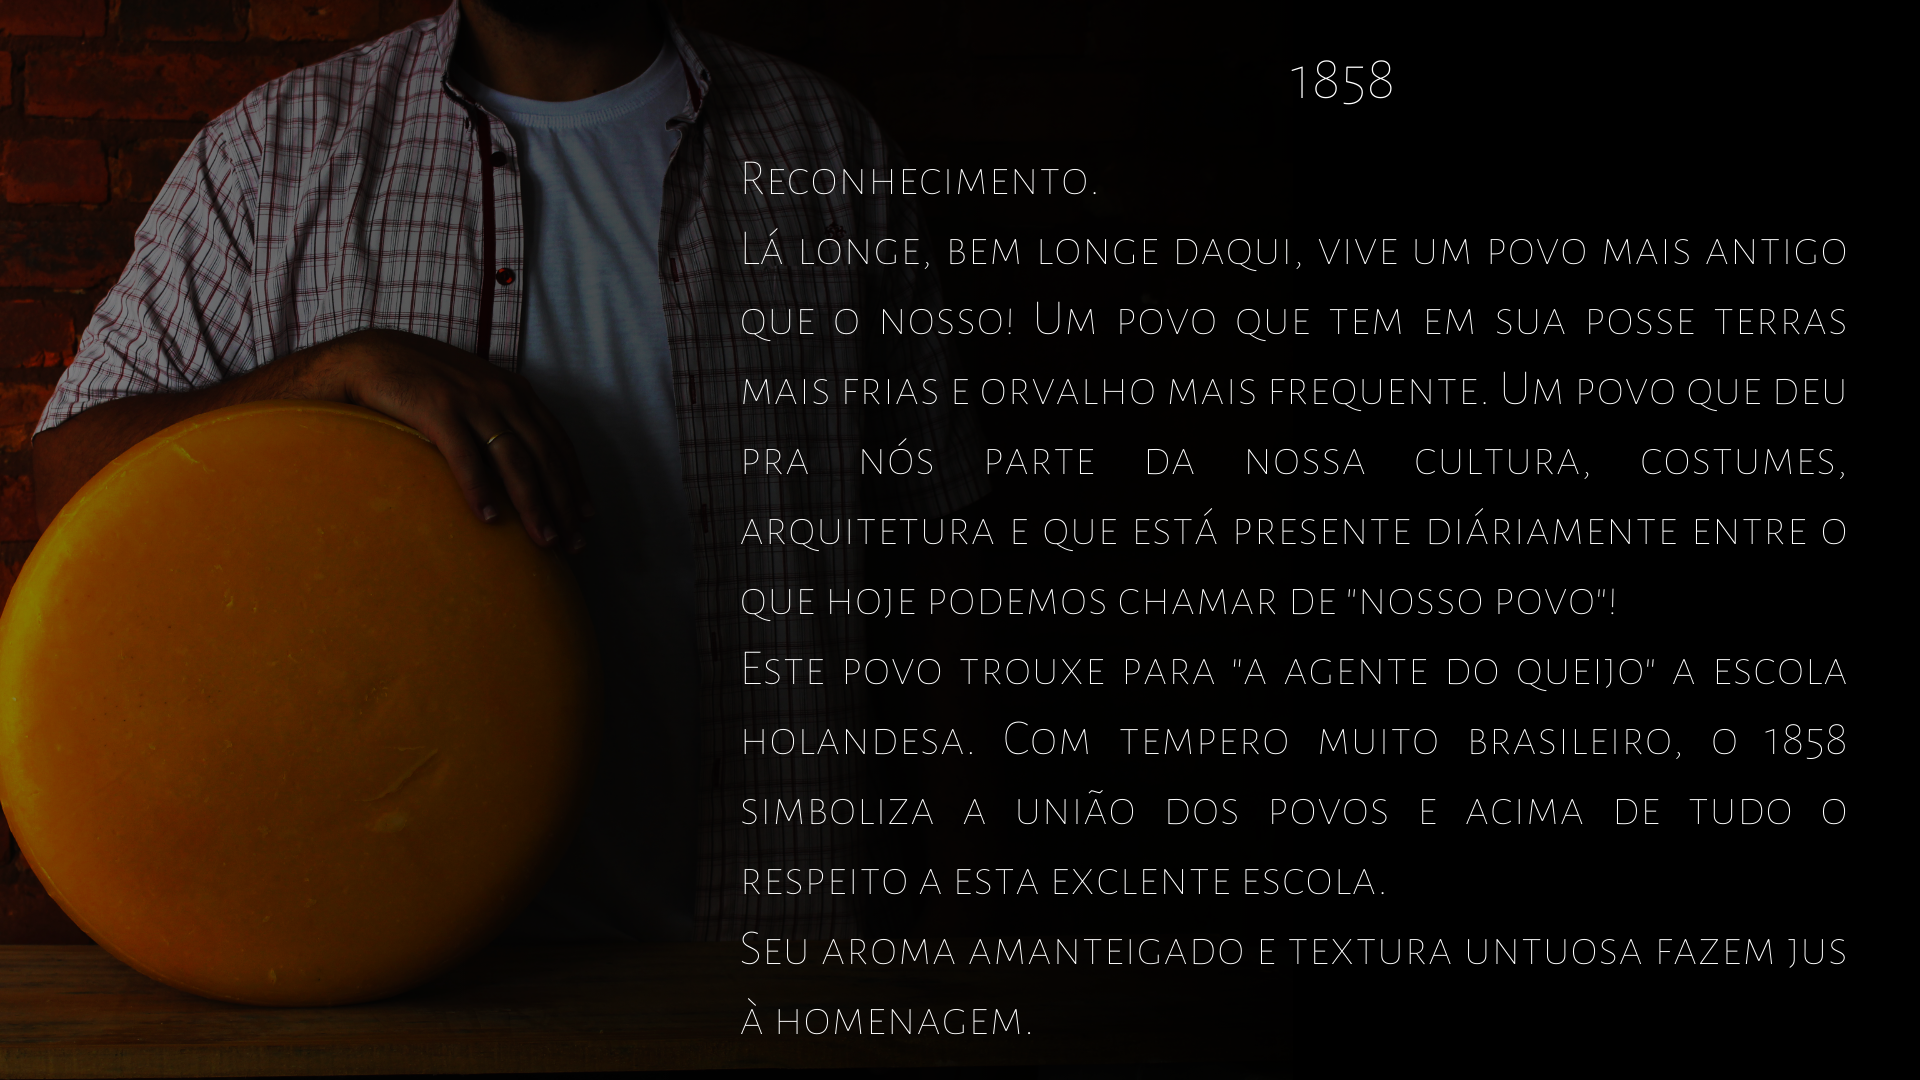 1858
Reconhecimento.
Lá longe, bem longe daqui, vive um povo mais antigo
que o nosso! Um povo que tem em sua posse terras
mais frias e orvalho mais frequente. Um povo que deu
pra nós parte da nossa cultura, costumes,
arquitetura e que está presente diáriamente entre o
que hoje podemos chamar de "nosso povo"!
Este povo trouxe para "a agente do queijo" a escola
holandesa. Com tempero muito brasileiro, o 1858
simboliza a união dos povos e acima de tudo o
respeito a esta exclente escola.
Seu aroma amanteigado e textura untuosa fazem jus
à homenagem.